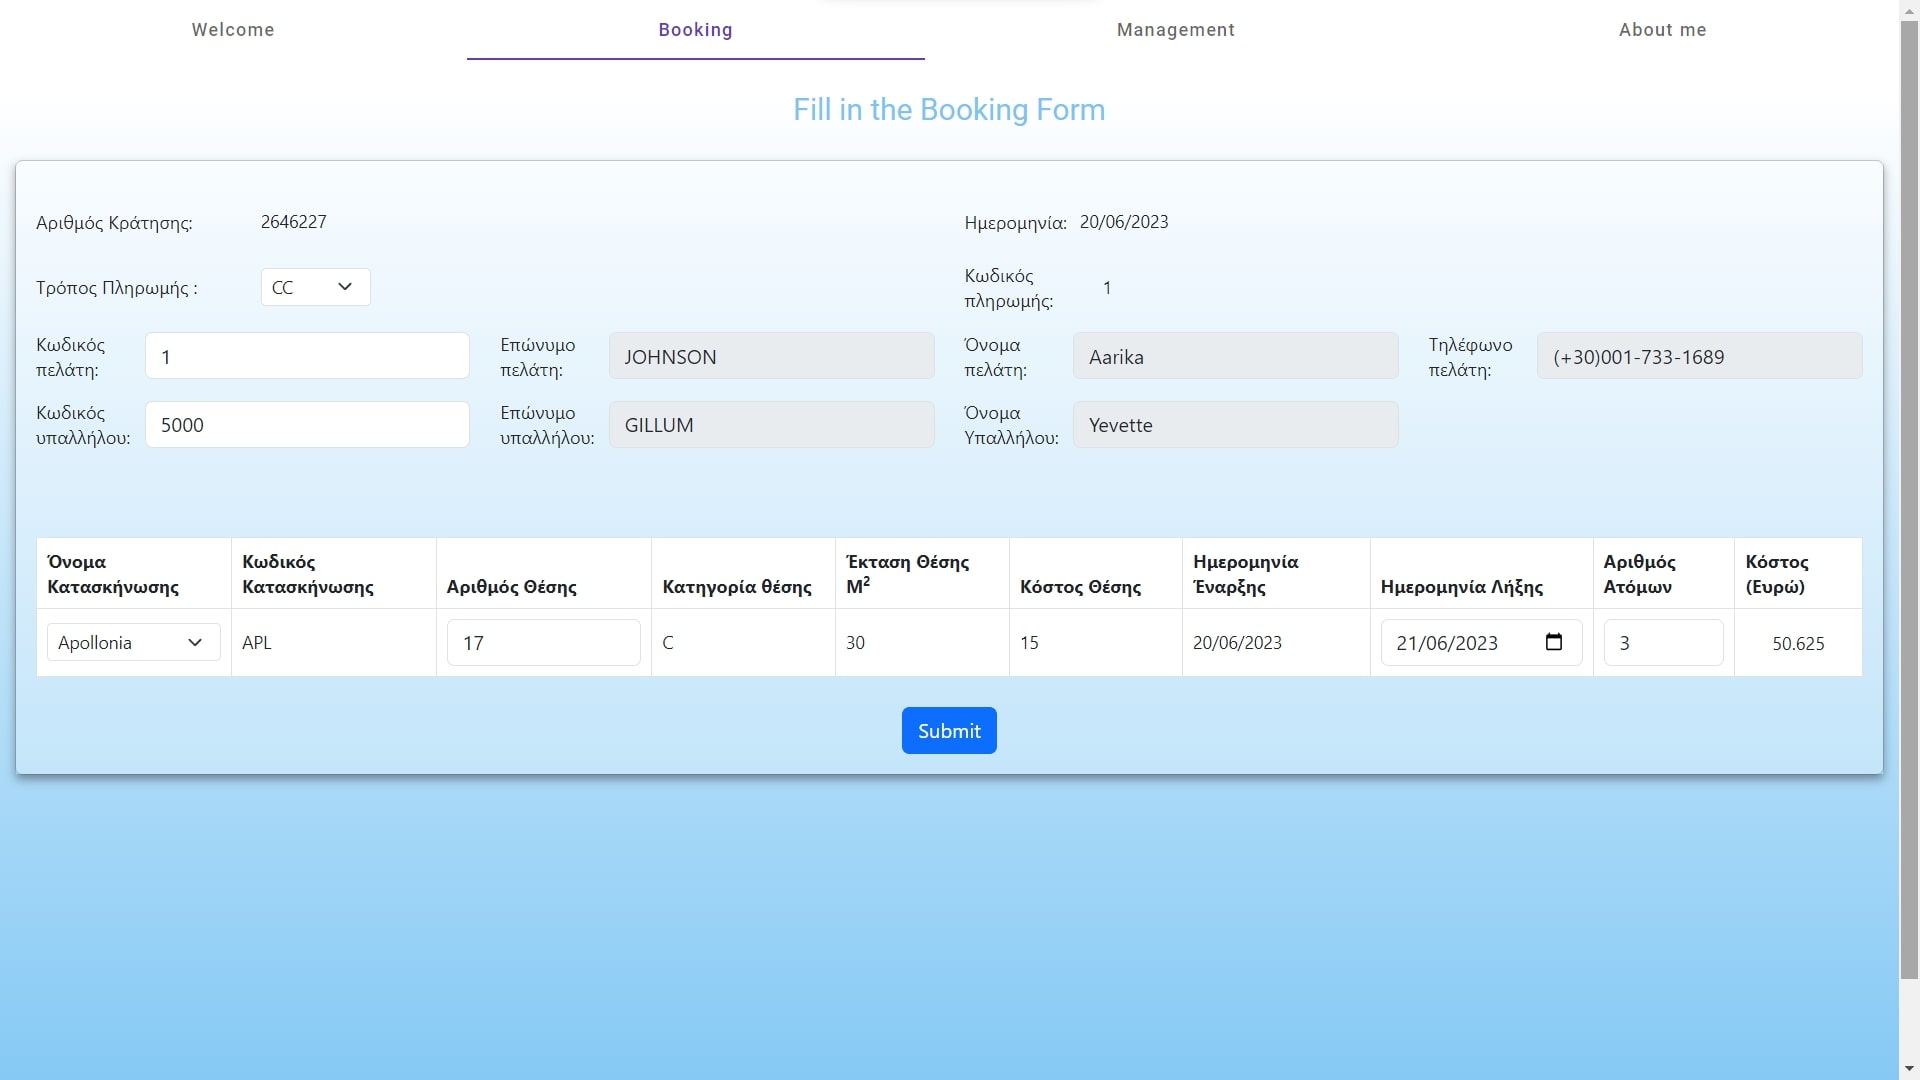 Welcome
Booking
Management
About me
Fill in the Booking Form
Αριθμός Κράτησης: 2646227 Ημερομηνία: 20/06/2023
Τρόπος Πληρωμής : CC
Κωδικός
πληρωμής:
1
Κωδικός
πελάτη:
1
Επώνυμο
πελάτη:
JOHNSON
Όνομα
πελάτη:
Aarika
Τηλέφωνο
πελάτη:
(+30)001-733-1689
Κωδικός
υπαλλήλου:
5000
Επώνυμο
υπαλλήλου:
GILLUM
Όνομα
Υπαλλήλου:
Yevette
Όνομα
Κατασκήνωσης
Κωδικός
Κατασκήνωσης
Αριθμός Θέσης
Κατηγορία θέσης
Έκταση Θέσης
Μ²
Κόστος Θέσης
Ημερομηνία
Έναρξης
Ημερομηνία Λήξης
Αριθμός
Ατόμων
Κόστος
(Ευρώ)
Apollonia APL 17 C 30 15 20/06/2023 21/06/2023 3 50.625
Submit